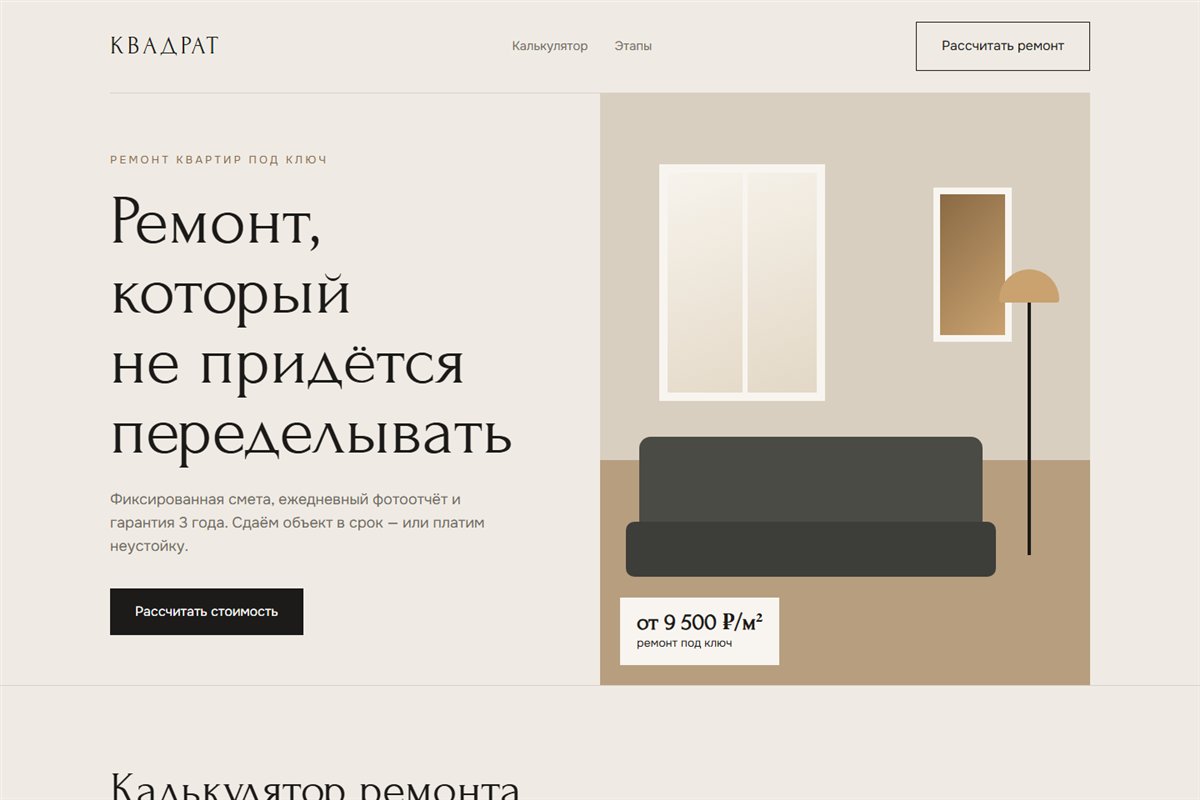 КВАДРАТ
Калькулятор
Этапы
Рассчитать ремонт
РЕМОНТ КВАРТИР ПОД КЛЮЧ
Ремонт,
который
не придётся
переделывать
Фиксированная смета, ежедневный фотоотчёт и
гарантия 3 года. Сдаём объект в срок — или платим
неустойку.
Рассчитать стоимость
от 9 500 ₽/м²
ремонт под ключ
Калькулятор ремонта